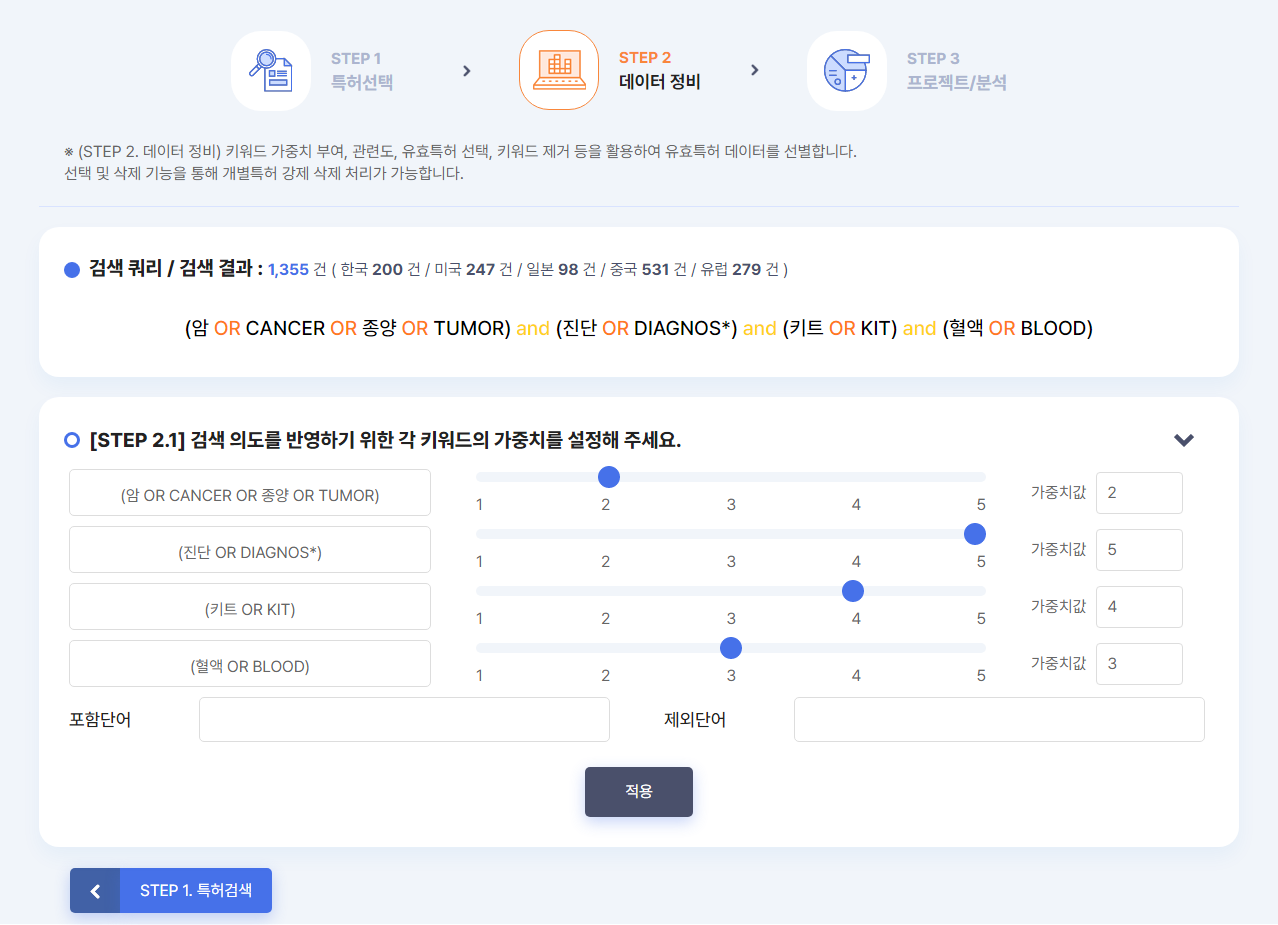 STEP 1
특허선택
STEP 2
데이터 정비
STEP 3
프로젝트/분석
※ (STEP 2. 데이터 정비) 키워드 가중치 부여, 관련도, 유효특허 선택, 키워드 제거 등을 활용하여 유효특허 데이터를 선별합니다.
선택 및 삭제 기능을 통해 개별특허 강제 삭제 처리가 가능합니다.
검색 쿼리 / 검색 결과 : 1,355 건 ( 한국 200 건 / 미국 247 건 / 일본 98 건 / 중국 531 건 / 유럽 279 건 )
(암 OR CANCER OR 종양 OR TUMOR) and (진단 OR DIAGNOS*) and (키트 OR KIT) and (혈액 OR BLOOD)
[STEP 2.1] 검색 의도를 반영하기 위한 각 키워드의 가중치를 설정해 주세요.
(암 OR CANCER OR 종양 OR TUMOR)
1 2 3 4 5
가중치값 2
(진단 OR DIAGNOS*)
1 2 3 4 5
가중치값 5
(키트 OR KIT)
1 2 3 4 5
가중치값 4
(혈액 OR BLOOD)
1 2 3 4 5
가중치값 3
포함단어 제외단어
적용
STEP 1. 특허검색